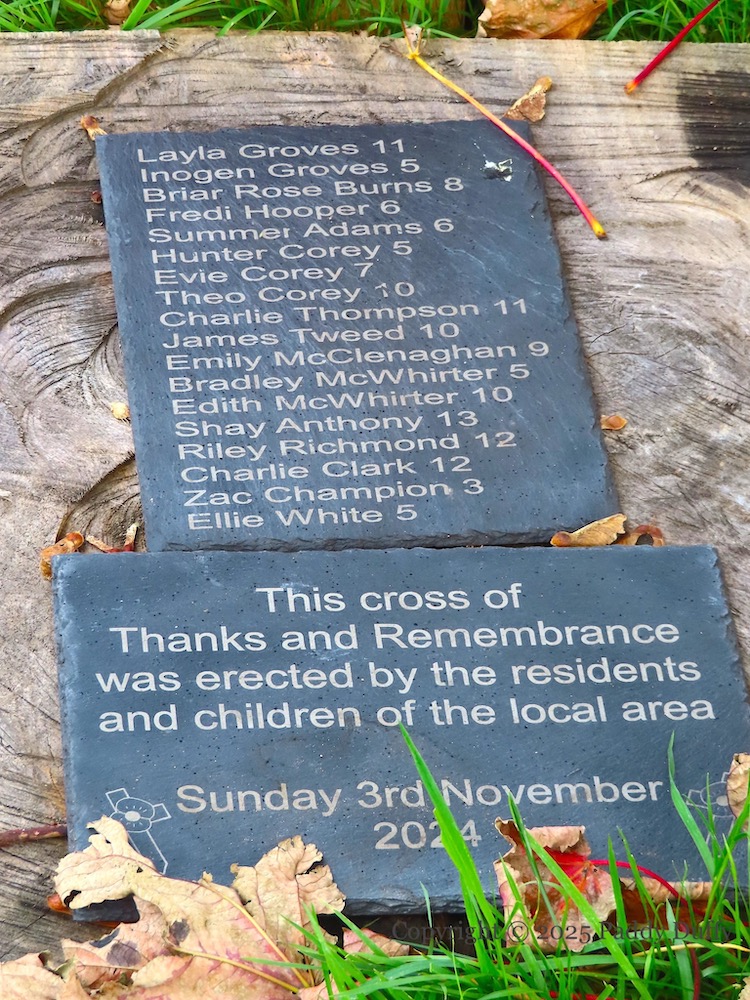 Layla Groves 11
Inogen Groves 5
Briar Rose Burns 8
Fredi Hooper 6
Summer Adams 6
Hunter Corey 5
Evie Corey 7
Theo Corey 10
Charlie Thompson 11
James Tweed 10
Emily McClenaghan 9
Bradley McWhirter 5
Edith McWhirter 10
Shay Anthony 13
Riley Richmond 12
Charlie Clark 12
Zac Champion 3
Ellie White 5
This cross of
Thanks and Remembrance
was erected by the residents
and children of the local area
Sunday 3rd November
2024
Copyright © 2025 Paddy Duffy